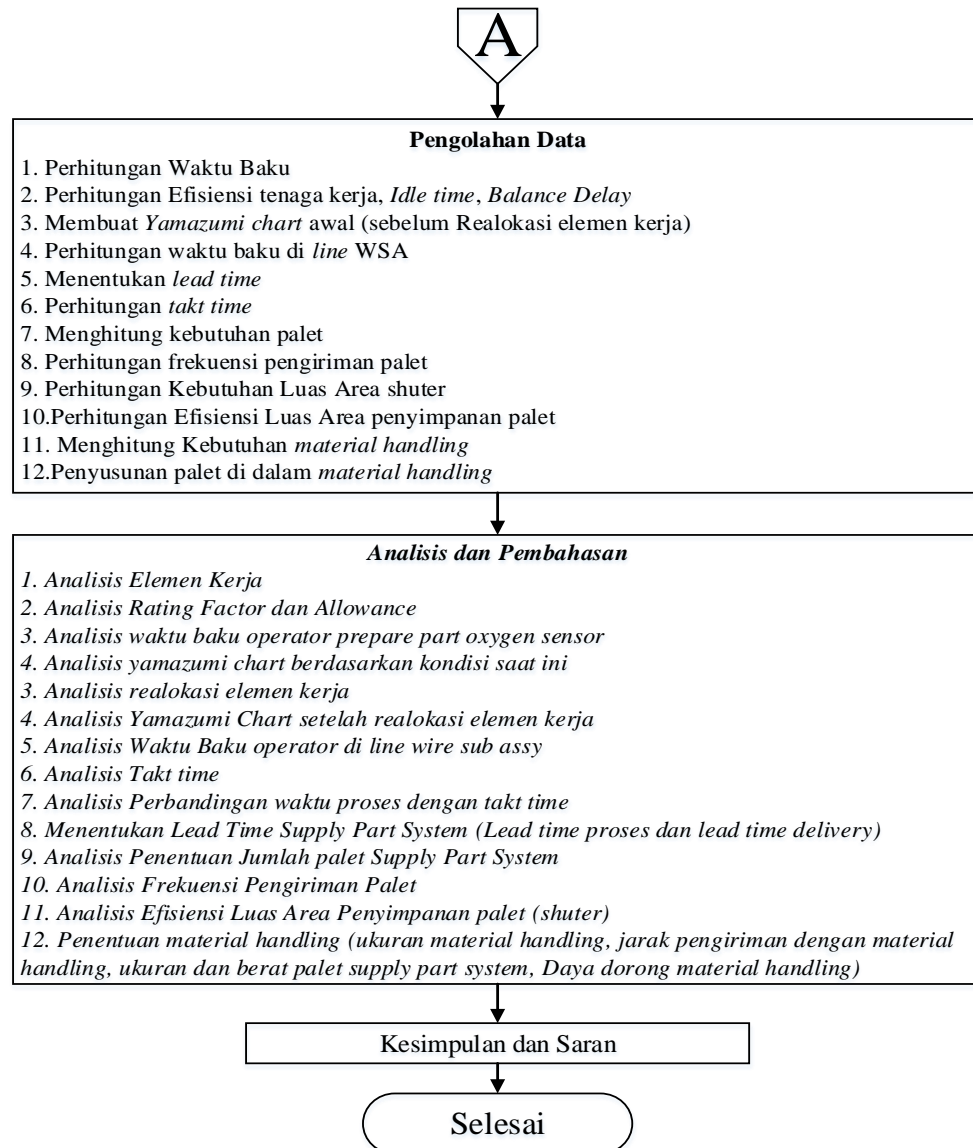 A
Pengolahan Data
1. Perhitungan Waktu Baku
2. Perhitungan Efisiensi tenaga kerja, Idle time, Balance Delay
3. Membuat Yamazumi chart awal (sebelum Realokasi elemen kerja)
4. Perhitungan waktu baku di line WSA
5. Menentukan lead time
6. Perhitungan takt time
7. Menghitung kebutuhan palet
8. Perhitungan frekuensi pengiriman palet
9. Perhitungan Kebutuhan Luas Area shuter
10.Perhitungan Efisiensi Luas Area penyimpanan palet
11. Menghitung Kebutuhan material handling
12.Penyusunan palet di dalam material handling
Analisis dan Pembahasan
1. Analisis Elemen Kerja
2. Analisis Rating Factor dan Allowance
3. Analisis waktu baku operator prepare part oxygen sensor
4. Analisis yamazumi chart berdasarkan kondisi saat ini
3. Analisis realokasi elemen kerja
4. Analisis Yamazumi Chart setelah realokasi elemen kerja
5. Analisis Waktu Baku operator di line wire sub assy
6. Analisis Takt time
7. Analisis Perbandingan waktu proses dengan takt time
8. Menentukan Lead Time Supply Part System (Lead time proses dan lead time delivery)
9. Analisis Penentuan Jumlah palet Supply Part System
10. Analisis Frekuensi Pengiriman Palet
11. Analisis Efisiensi Luas Area Penyimpanan palet (shuter)
12. Penentuan material handling (ukuran material handling, jarak pengiriman dengan material
handling, ukuran dan berat palet supply part system, Daya dorong material handling)
Kesimpulan dan Saran
Selesai